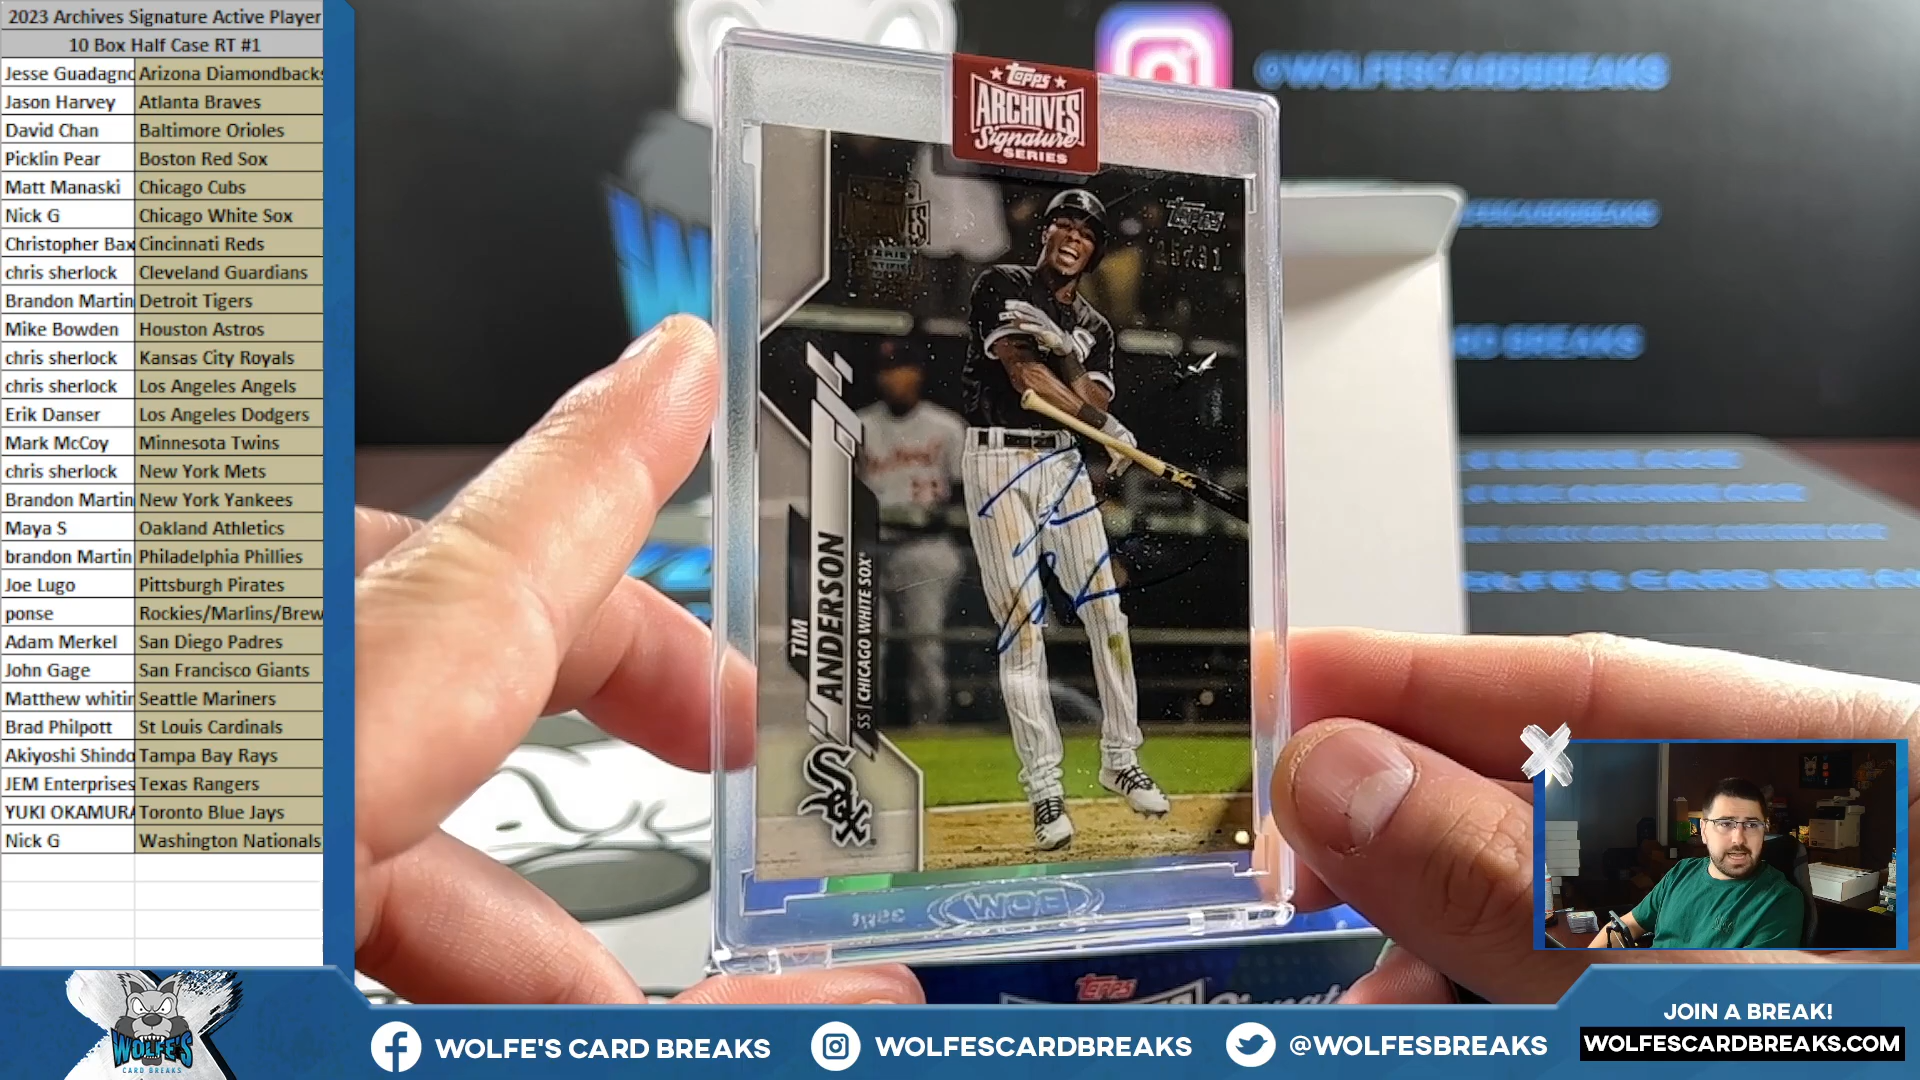 2023 Archives Signature Active Player
10 Box Half Case RT #1
Jesse Guadagno Arizona Diamondbacks
Jason Harvey Atlanta Braves
David Chan Baltimore Orioles
Picklin Pear Boston Red Sox
Matt Manaski Chicago Cubs
Nick G Chicago White Sox
Christopher Bax Cincinnati Reds
chris sherlock Cleveland Guardians
Brandon Martin Detroit Tigers
Mike Bowden Houston Astros
chris sherlock Kansas City Royals
chris sherlock Los Angeles Angels
Erik Danser Los Angeles Dodgers
Mark McCoy Minnesota Twins
chris sherlock New York Mets
Brandon Martin New York Yankees
Maya S Oakland Athletics
brandon Martin Philadelphia Phillies
Joe Lugo Pittsburgh Pirates
ponse Rockies/Marlins/Brew
Adam Merkel San Diego Padres
John Gage San Francisco Giants
Matthew whitin Seattle Mariners
Brad Philpott St Louis Cardinals
Akiyoshi Shindo Tampa Bay Rays
JEM Enterprises Texas Rangers
YUKI OKAMURA Toronto Blue Jays
Nick G Washington Nationals
@WOLFESCARDBREAKS
Topps
ARCHIVES
Signature
SERIES
Topps
TIM
ANDERSON
SS | CHICAGO WHITE SOX
Sox
Topps
WOLFE'S
CARD BREAKS
WOLFE'S CARD BREAKS
WOLFESCARDBREAKS
@WOLFESBREAKS
JOIN A BREAK!
WOLFESCARDBREAKS.COM